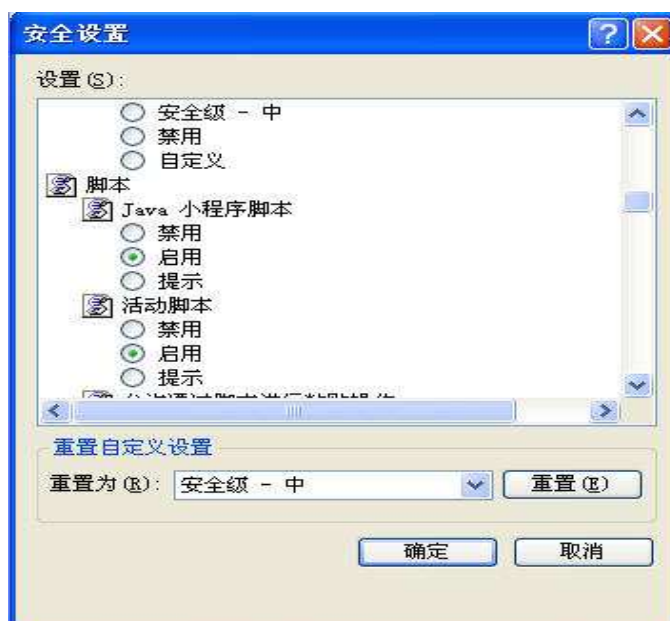 安全设置
设置(S):
安全级 - 中
禁用
自定义
脚本
Java 小程序脚本
禁用
启用
提示
活动脚本
禁用
启用
提示
重置自定义设置
重置为(R): 安全级 - 中 重置(E)
确定 取消